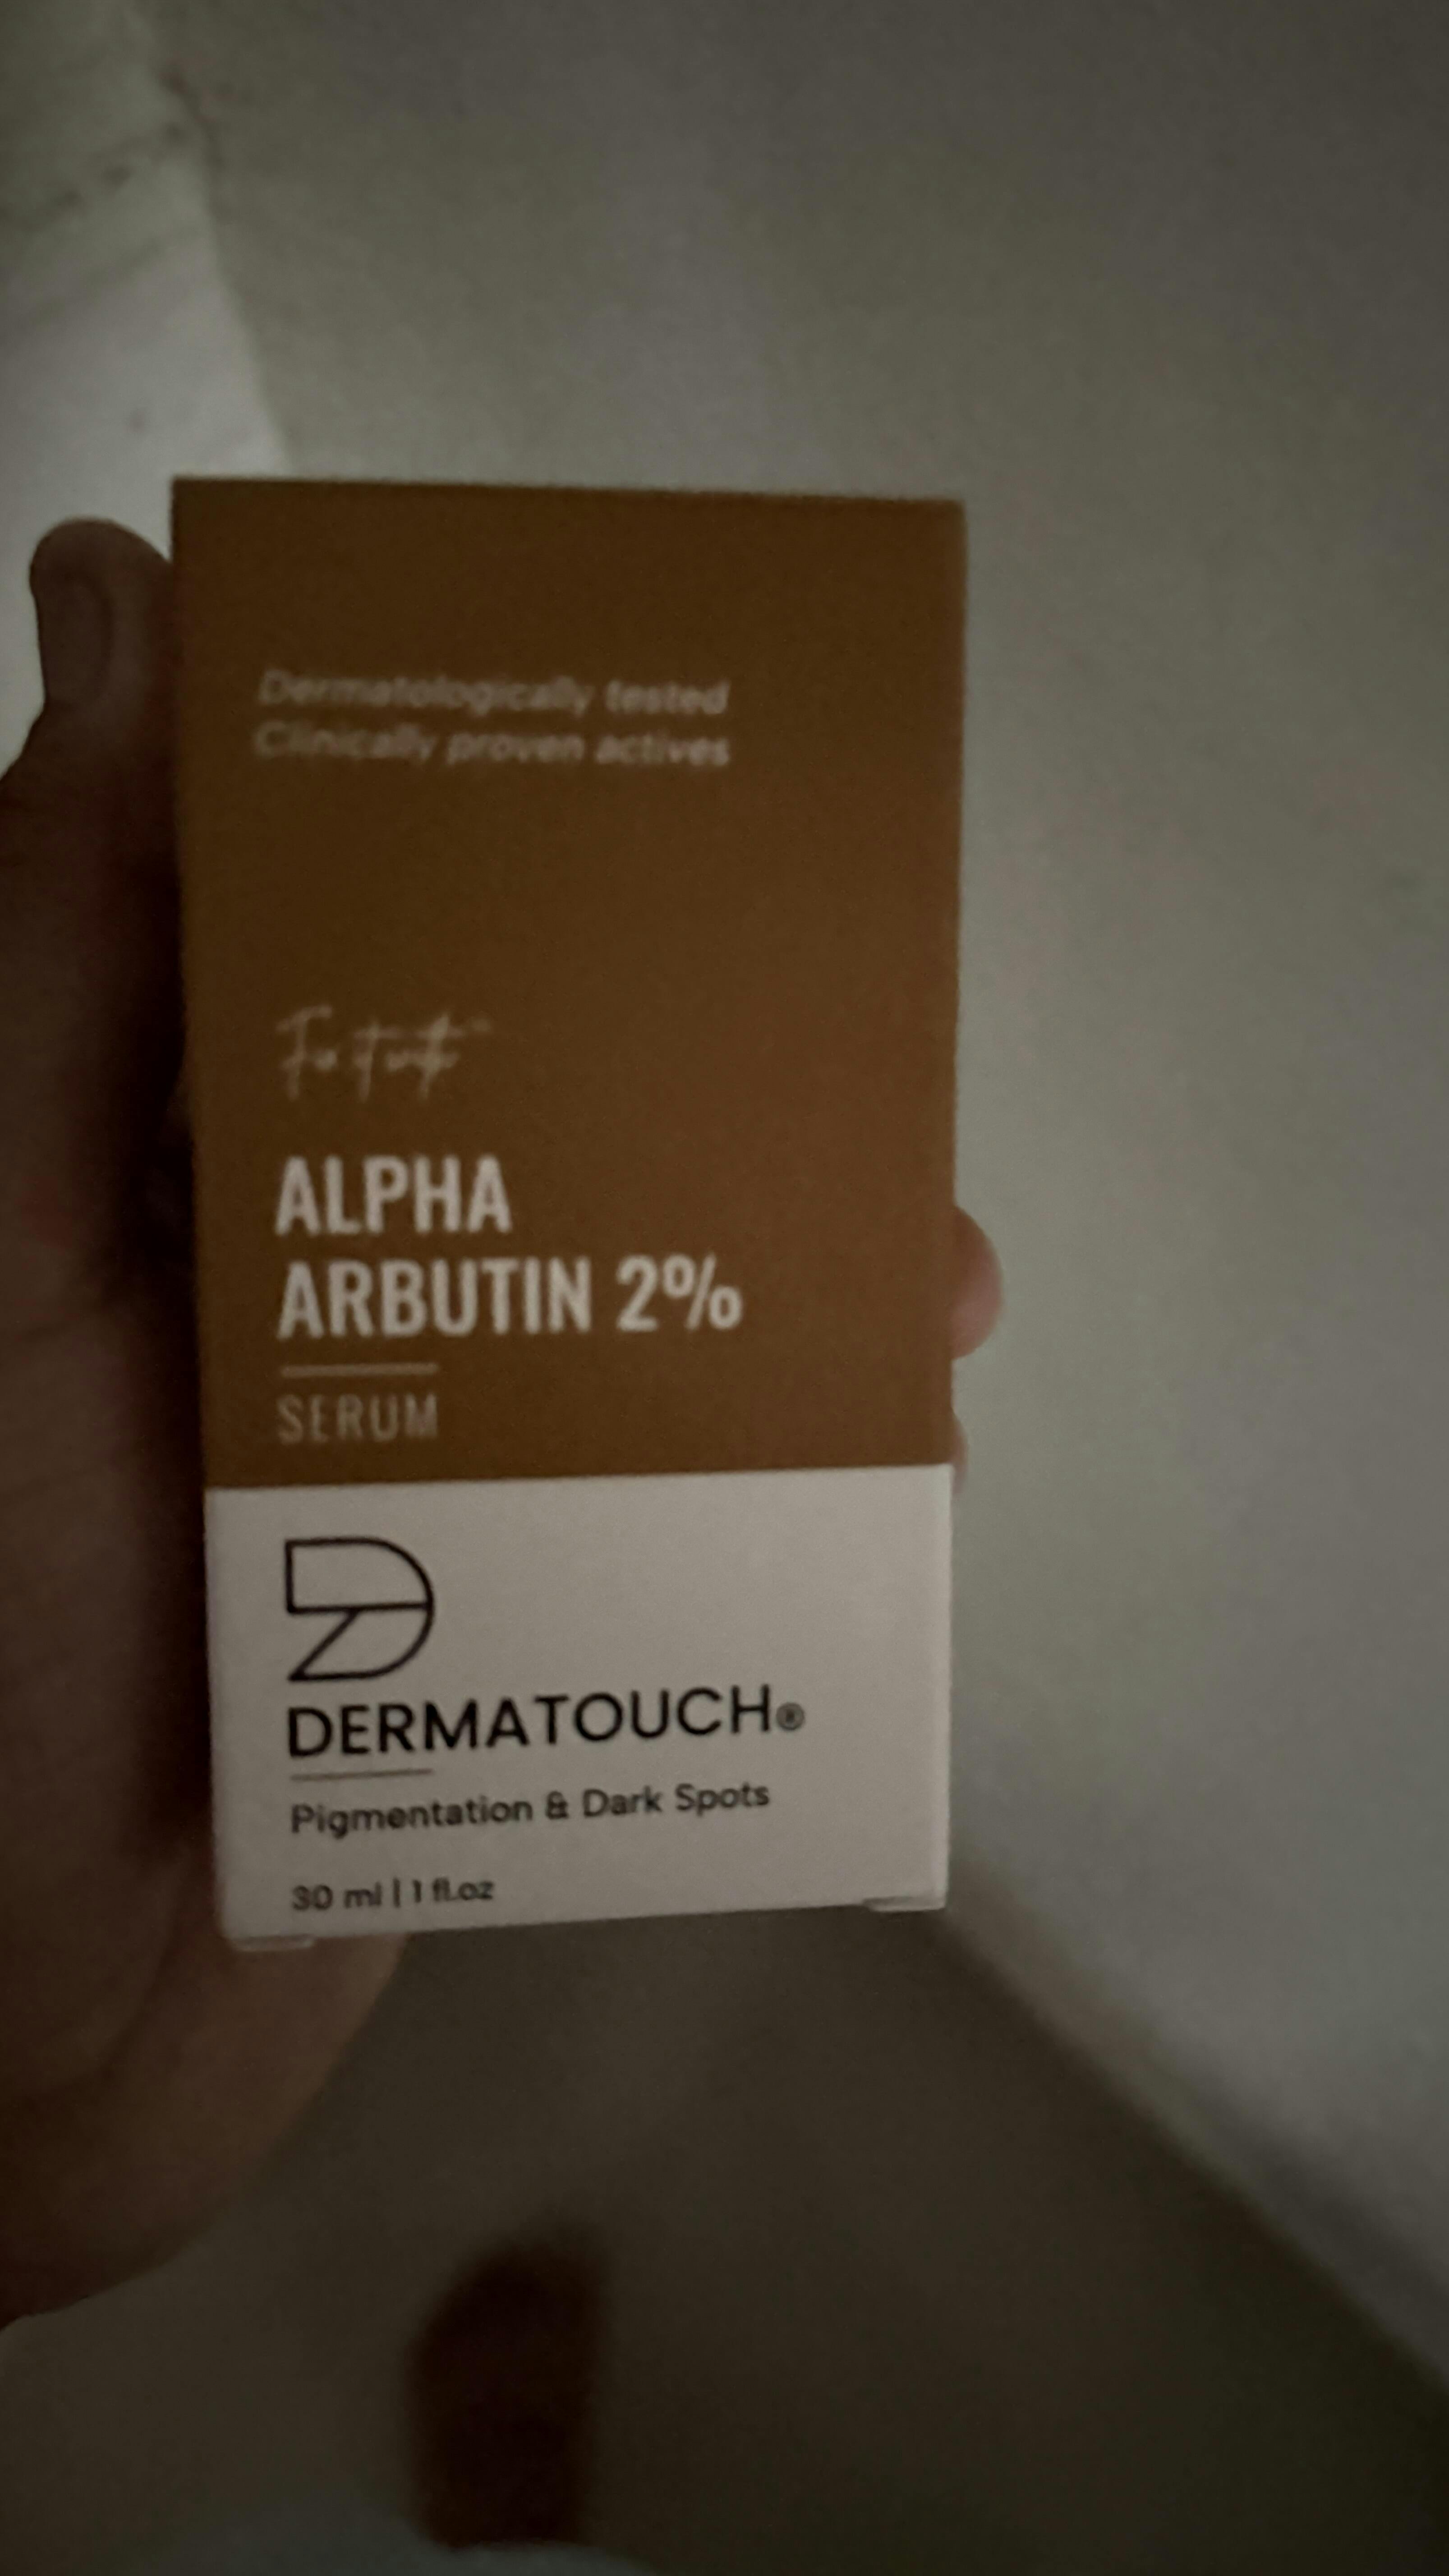 Dermatologically tested
Clinically proven actives
ALPHA
ARBUTIN 2%
SERUM
DERMATOUCH®
Pigmentation & Dark Spots
30 ml | 1 fl.oz